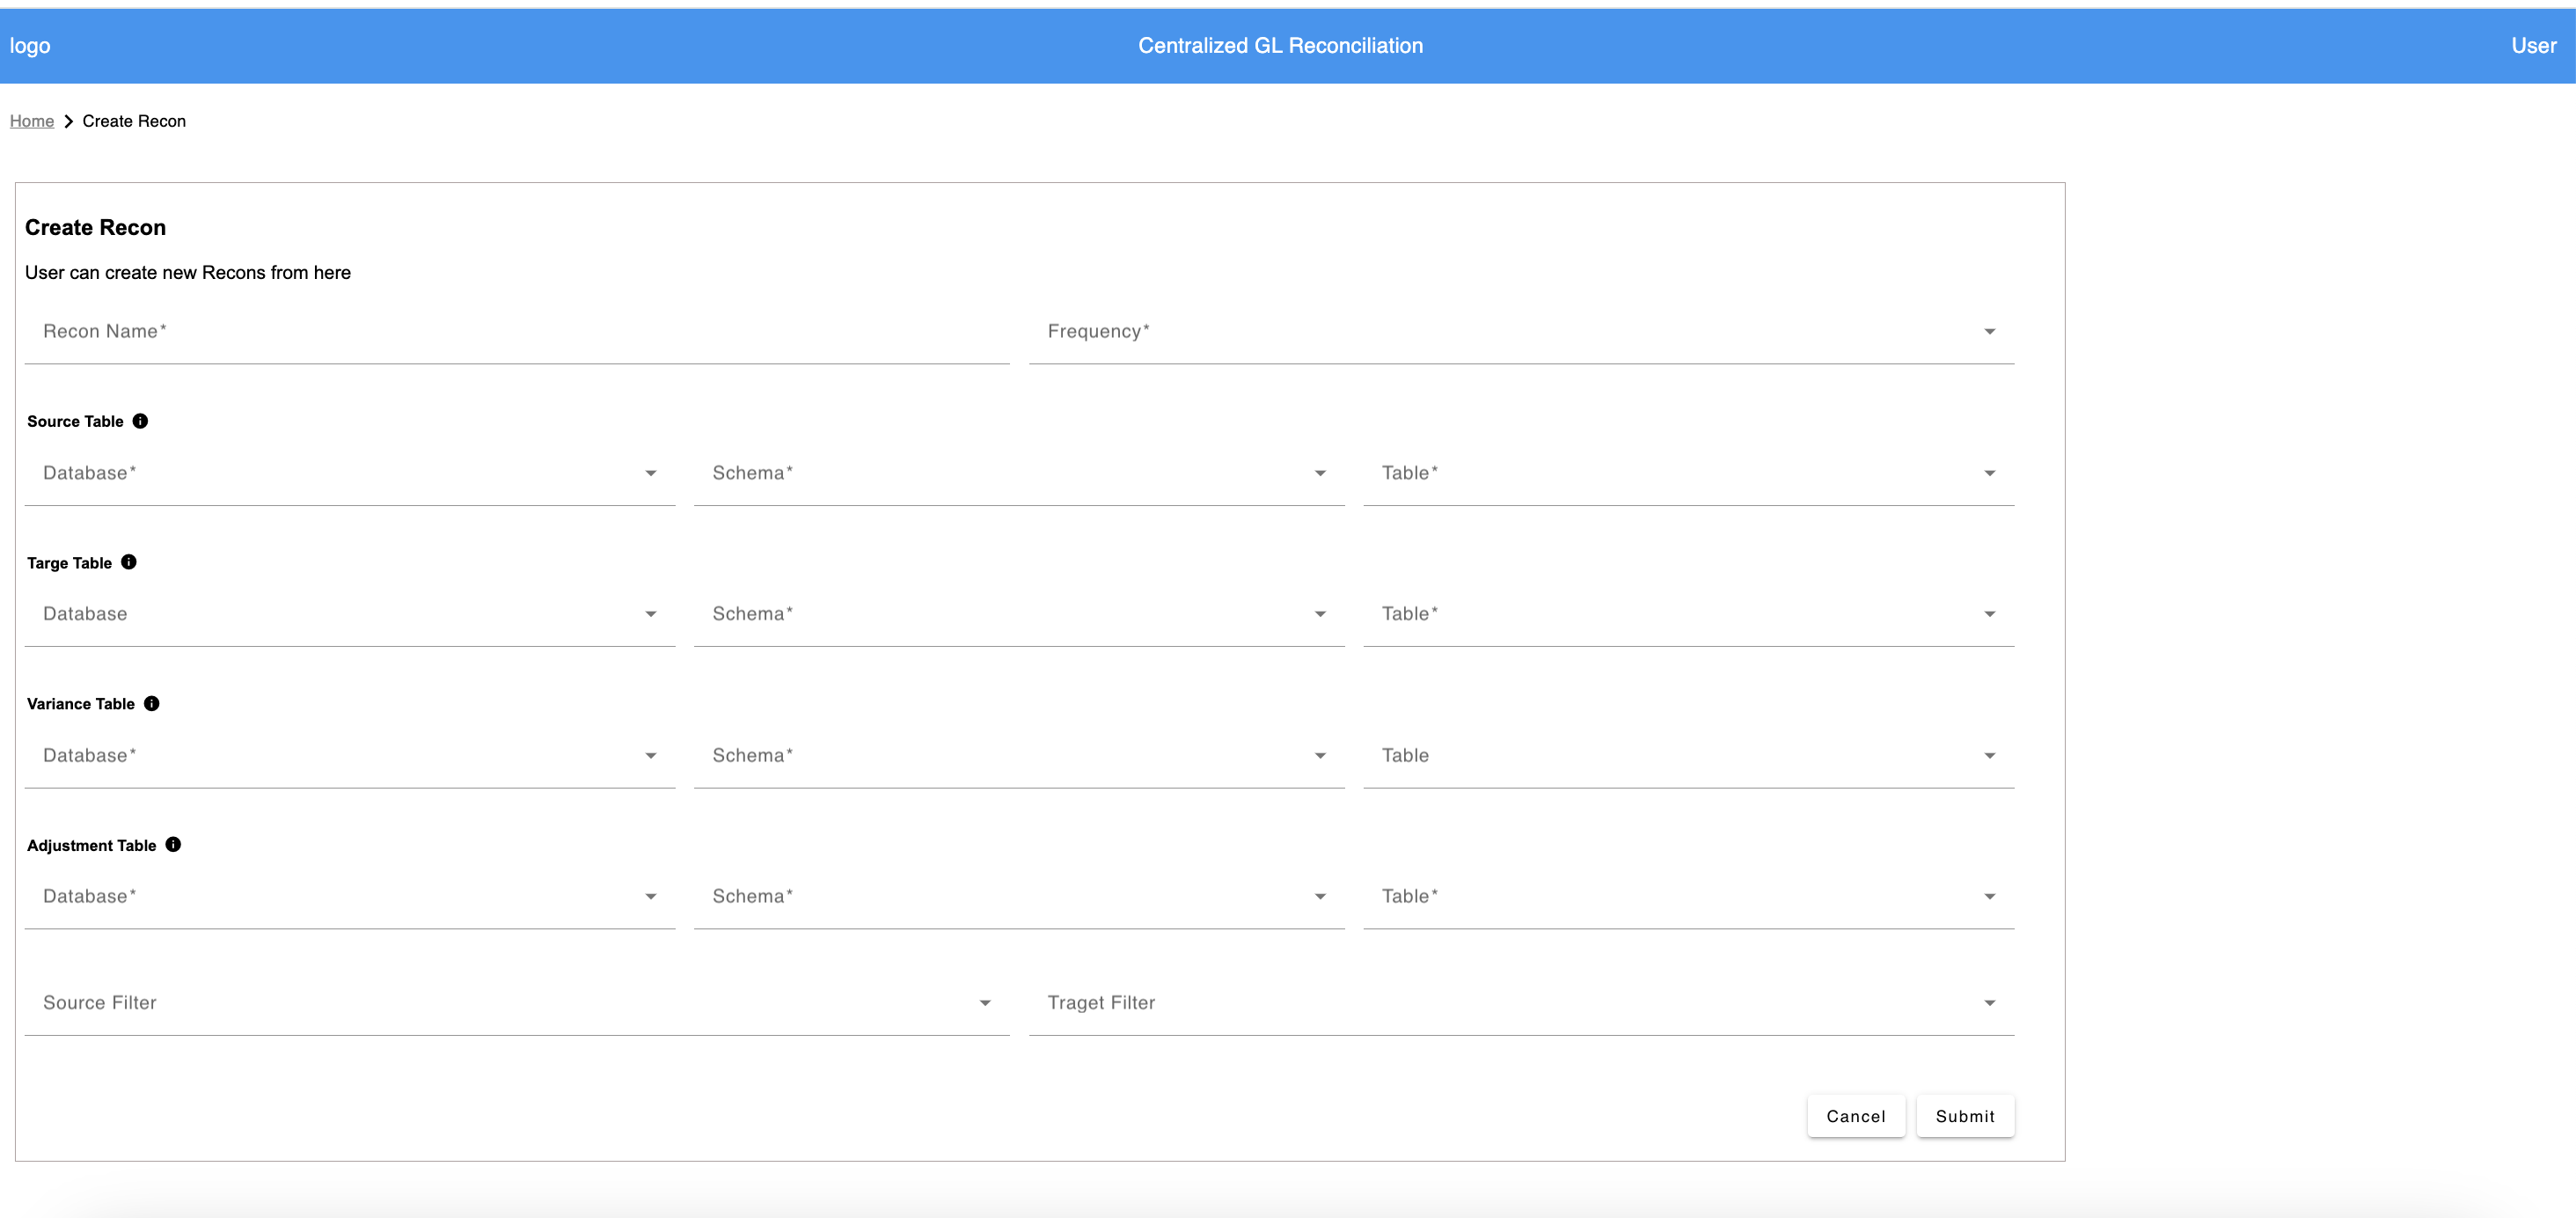 logo Centralized GL Reconciliation User
Home > Create Recon
Create Recon
User can create new Recons from here
Recon Name* Frequency*
Source Table
Database* Schema* Table*
Targe Table
Database Schema* Table*
Variance Table
Database* Schema* Table
Adjustment Table
Database* Schema* Table*
Source Filter Traget Filter
Cancel Submit